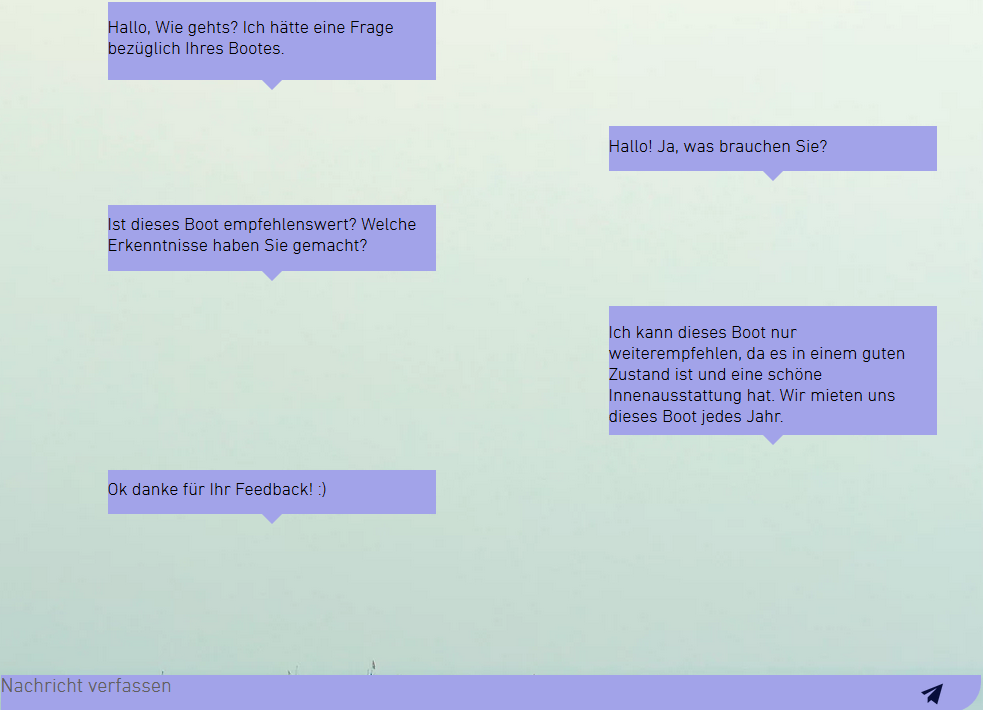 Hallo, Wie gehts? Ich hätte eine Frage
bezüglich Ihres Bootes.
Hallo! Ja, was brauchen Sie?
Ist dieses Boot empfehlenswert? Welche
Erkenntnisse haben Sie gemacht?
Ich kann dieses Boot nur
weiterempfehlen, da es in einem guten
Zustand ist und eine schöne
Innenausstattung hat. Wir mieten uns
dieses Boot jedes Jahr.
Ok danke für Ihr Feedback! :)
Nachricht verfassen